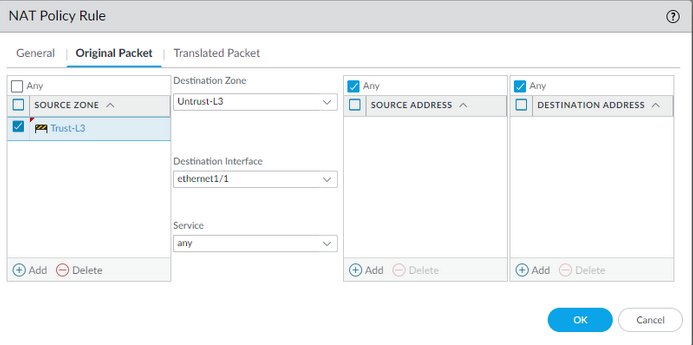 NAT Policy Rule
General Original Packet Translated Packet
Any
SOURCE ZONE
Trust-L3
Add Delete
Destination Zone
Untrust-L3
Destination Interface
ethernet1/1
Service
any
Any
SOURCE ADDRESS
Add Delete
Any
DESTINATION ADDRESS
Add Delete
OK Cancel